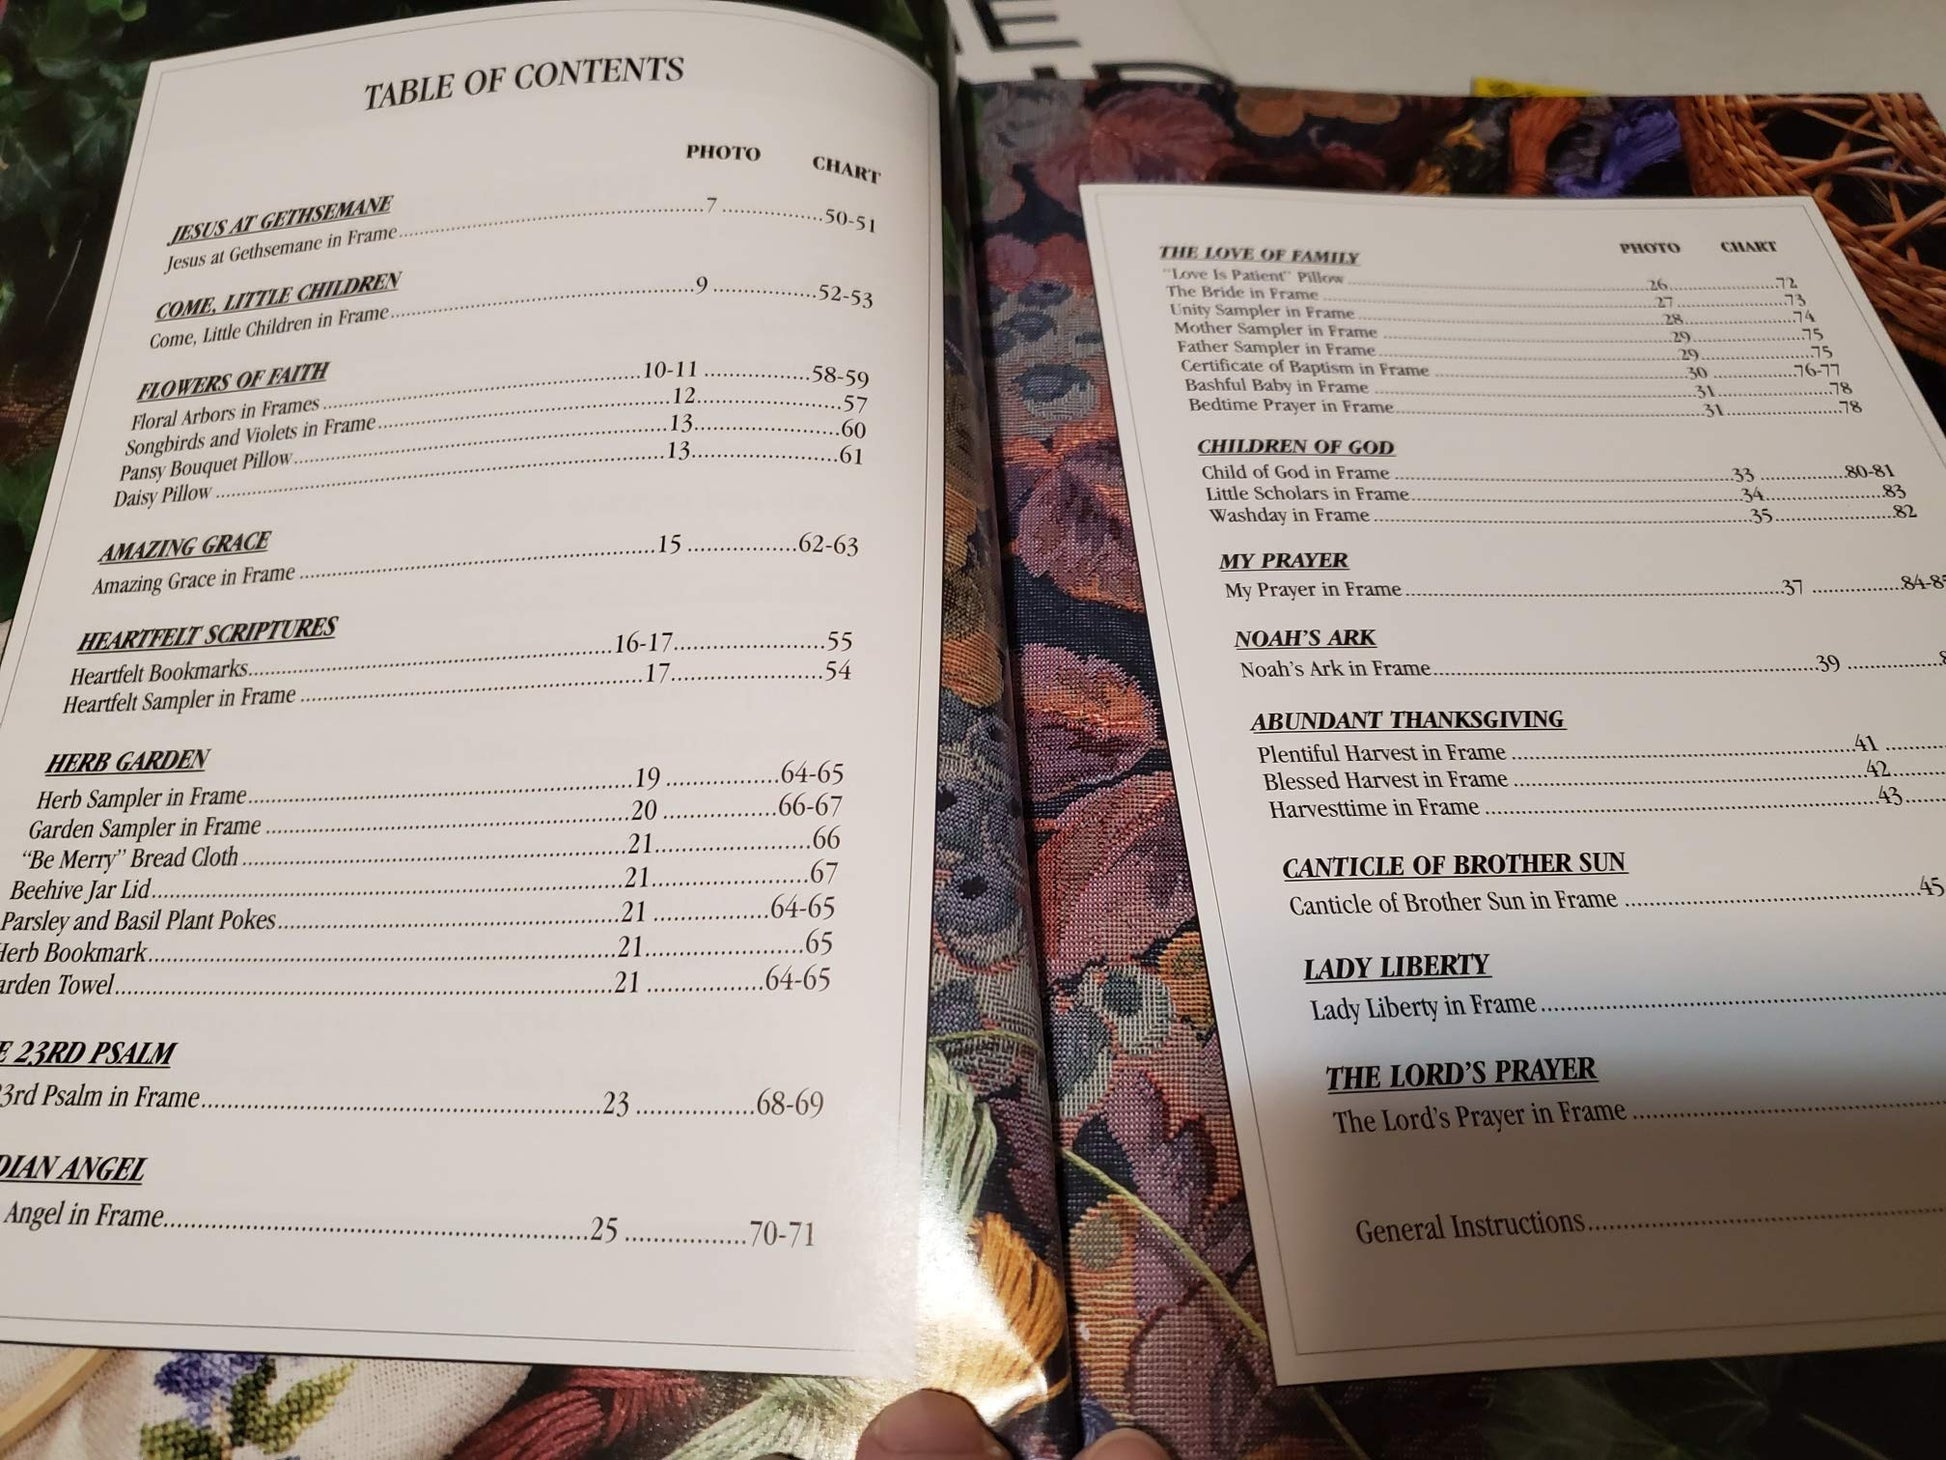 TABLE OF CONTENTS
PHOTO CHART
JESUS AT GETHSEMANE
Jesus at Gethsemane in Frame 7 50-51
COME, LITTLE CHILDREN
Come, Little Children in Frame 9 52-53
FLOWERS OF FAITH
Floral Arbors in Frames 10-11 58-59
Songbirds and Violets in Frame 12 57
Pansy Bouquet Pillow 13 60
Daisy Pillow 13 61
AMAZING GRACE
Amazing Grace in Frame 15 62-63
HEARTFELT SCRIPTURES
Heartfelt Bookmarks 16-17 55
Heartfelt Sampler in Frame 17 54
HERB GARDEN
Herb Sampler in Frame 19 64-65
Garden Sampler in Frame 20 66-67
“Be Merry” Bread Cloth 21 66
Beehive Jar Lid 21 67
Parsley and Basil Plant Pokes 21 64-65
Herb Bookmark 21 65
arden Towel 21 64-65
E 23RD PSALM
3rd Psalm in Frame 23 68-69
DIAN ANGEL
Angel in Frame 25 70-71
PHOTO CHART
THE LOVE OF FAMILY
“Love Is Patient” Pillow 26 72
The Bride in Frame 27 73
Unity Sampler in Frame 28 74
Mother Sampler in Frame 29 75
Father Sampler in Frame 29 75
Certificate of Baptism in Frame 30 76-77
Bashful Baby in Frame 31 78
Bedtime Prayer in Frame 31 78
CHILDREN OF GOD
Child of God in Frame 33 80-81
Little Scholars in Frame 34 83
Washday in Frame 35 82
MY PRAYER
My Prayer in Frame 37 84-8
NOAH’S ARK
Noah’s Ark in Frame 39 8
ABUNDANT THANKSGIVING
Plentiful Harvest in Frame 41
Blessed Harvest in Frame 42
Harvesttime in Frame 43
CANTICLE OF BROTHER SUN
Canticle of Brother Sun in Frame 45
LADY LIBERTY
Lady Liberty in Frame
THE LORD’S PRAYER
The Lord’s Prayer in Frame
General Instructions